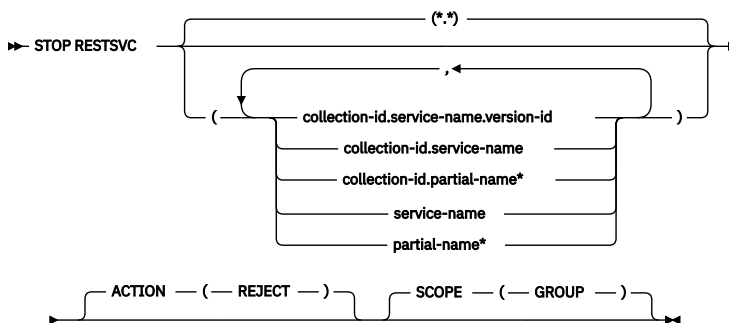 (*.*)
STOP RESTSVC
,
( collection-id.service-name.version-id )
collection-id.service-name
collection-id.partial-name*
service-name
partial-name*
ACTION ( REJECT ) SCOPE ( GROUP )